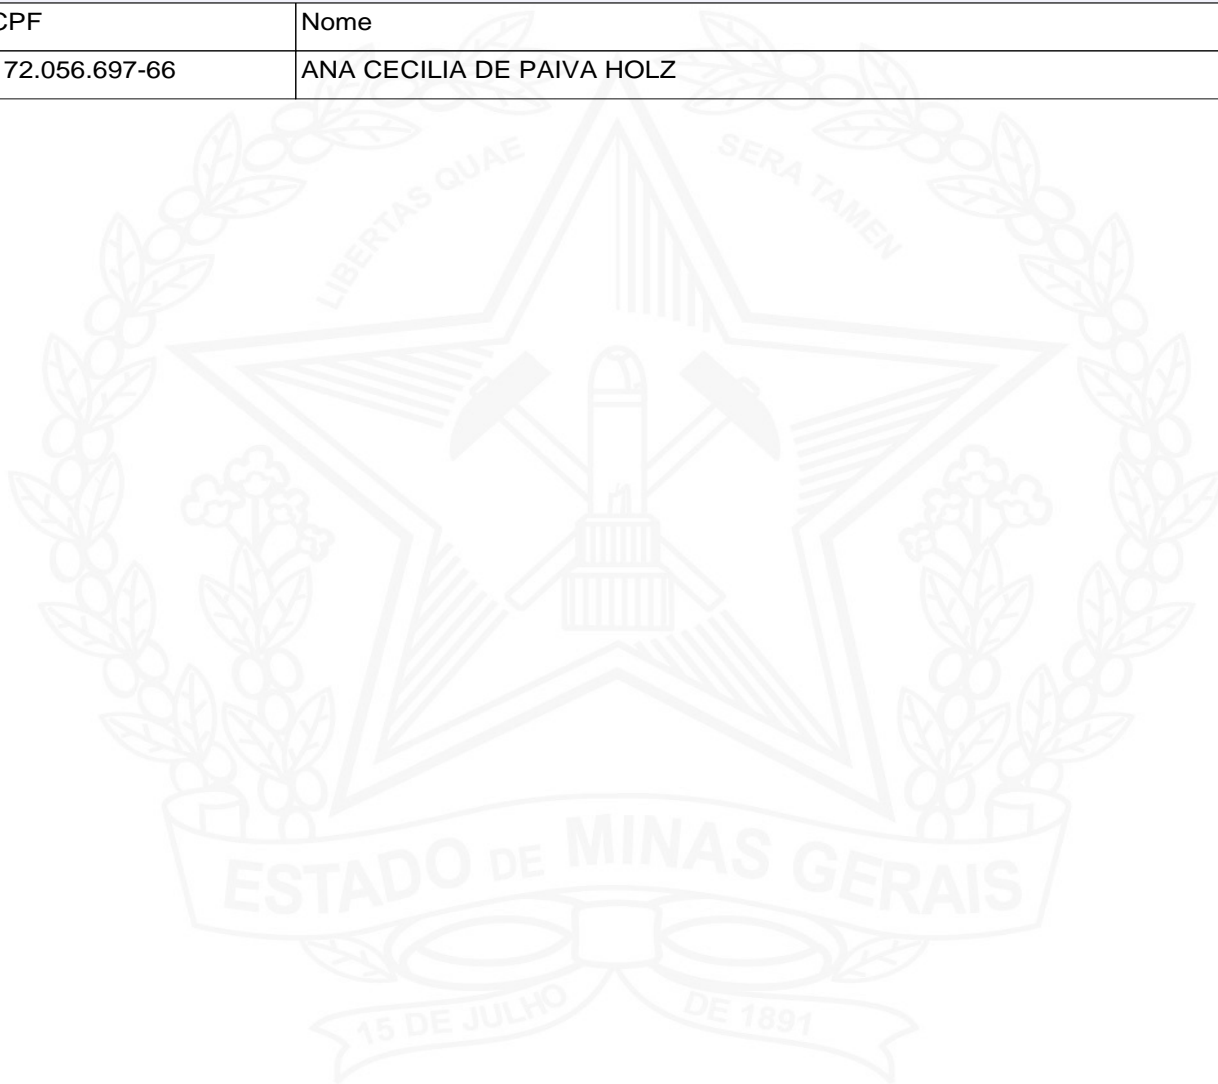 CPF Nome
72.056.697-66 ANA CECILIA DE PAIVA HOLZ
LIBERTAS QUAE SERA TAMEN
ESTADO DE MINAS GERAIS
15 DE JULHO DE 1891